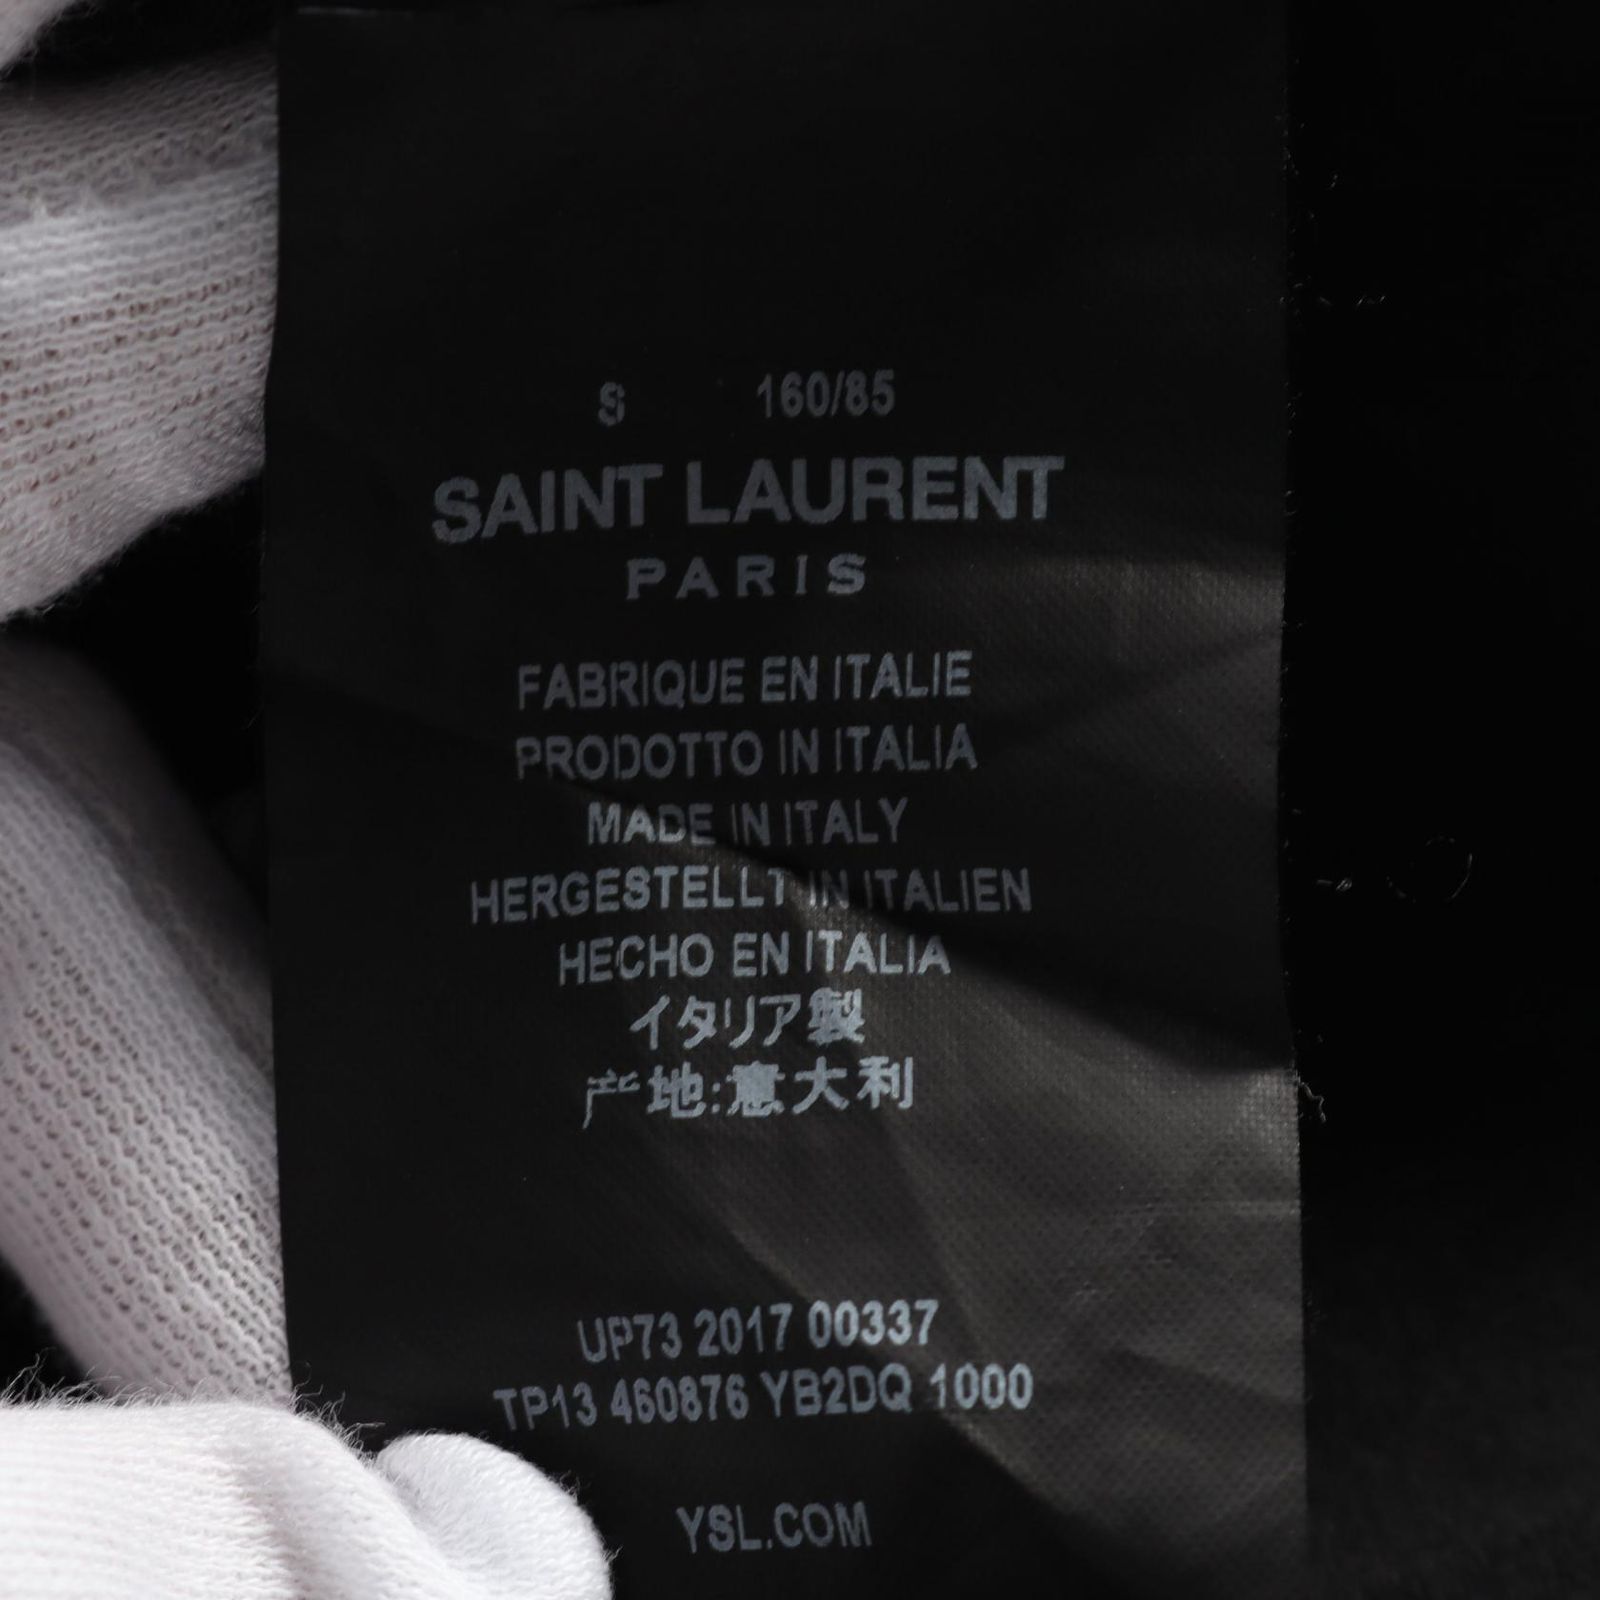 S 160/85
SAINT LAURENT
PARIS
FABRIQUE EN ITALIE
PRODOTTO IN ITALIA
MADE IN ITALY
HERGESTELLT IN ITALIEN
HECHO EN ITALIA
イタリア製
产地:意大利
UP73 2017 00337
TP13 460876 YB2DQ 1000
YSL.COM